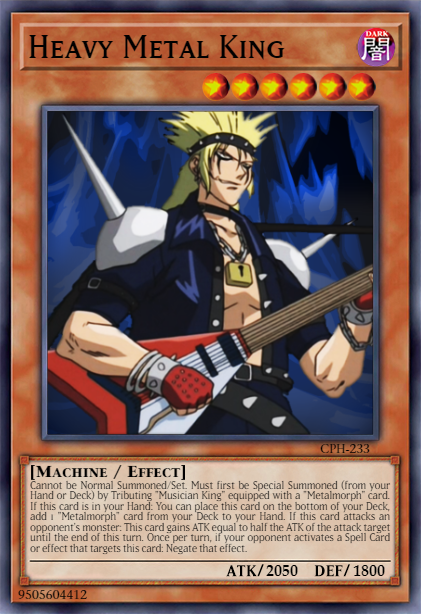 Heavy Metal King
DARK
闇
CPH-233
[Machine / Effect]
Cannot be Normal Summoned/Set. Must first be Special Summoned (from your
Hand or Deck) by Tributing "Musician King" equipped with a "Metalmorph" card.
If this card is in your Hand: You can place this card on the bottom of your Deck,
add 1 "Metalmorph" card from your Deck to your Hand. If this card attacks an
opponent's monster: This card gains ATK equal to half the ATK of the attack target
until the end of this turn. Once per turn, if your opponent activates a Spell Card
or effect that targets this card: Negate that effect.
ATK/2050 DEF/1800
9505604412